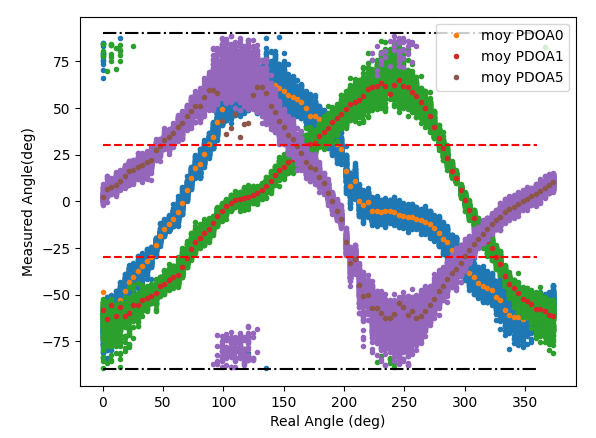 moy PDOA0
moy PDOA1
moy PDOA5
Measured Angle(deg)
75
50
25
0
−25
−50
−75
0 50 100 150 200 250 300 350
Real Angle (deg)